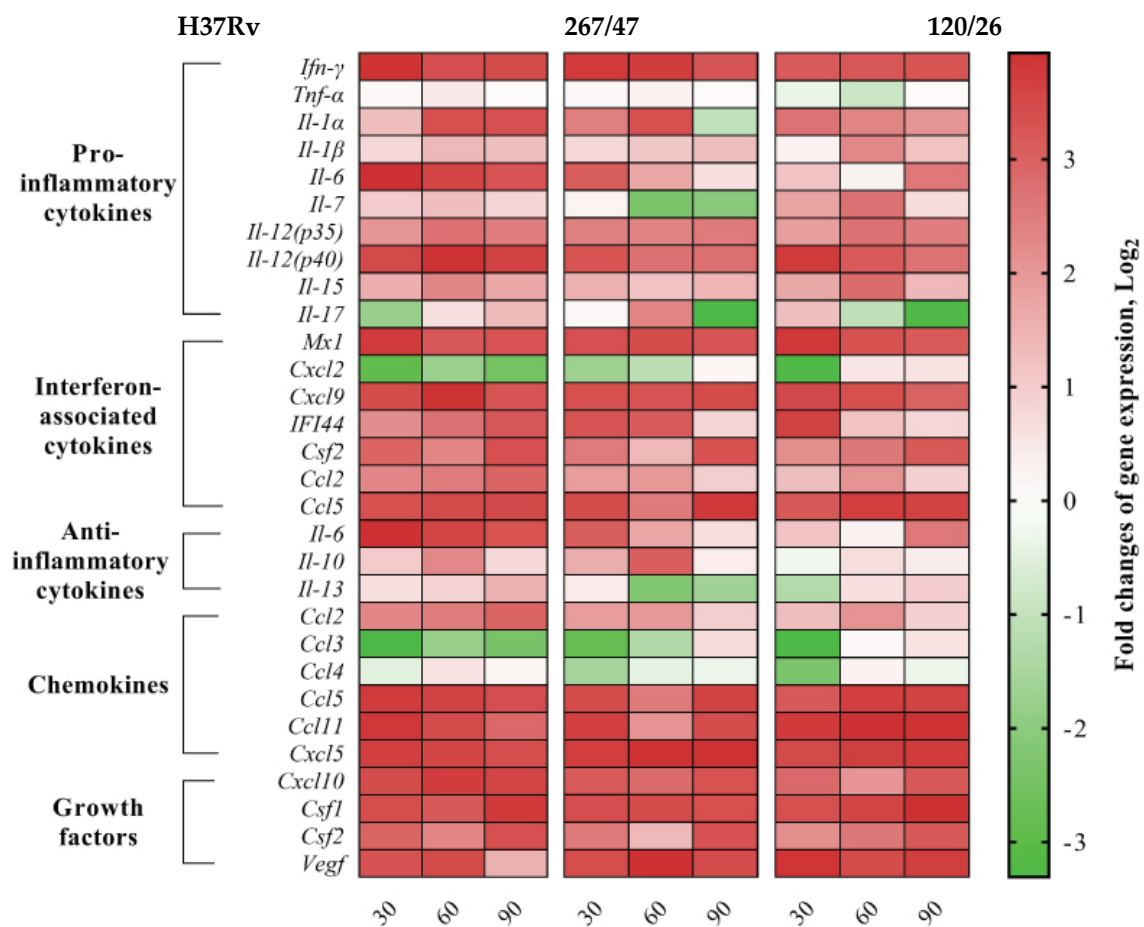 H37Rv 267/47 120/26
Pro-
inflammatory
cytokines
Ifn-γ
Tnf-α
Il-1α
Il-1β
Il-6
Il-7
Il-12(p35)
Il-12(p40)
Il-15
Il-17
Interferon-
associated
cytokines
Mx1
Cxcl2
Cxcl9
IFI44
Csf2
Ccl2
Ccl5
Anti-
inflammatory
cytokines
Il-6
Il-10
Il-13
Chemokines
Ccl2
Ccl3
Ccl4
Ccl5
Ccl11
Cxcl5
Growth
factors
Cxcl10
Csf1
Csf2
Vegf
30 60 90 30 60 90 30 60 90
3
2
1
0
-1
-2
-3
Fold changes of gene expression, Log2